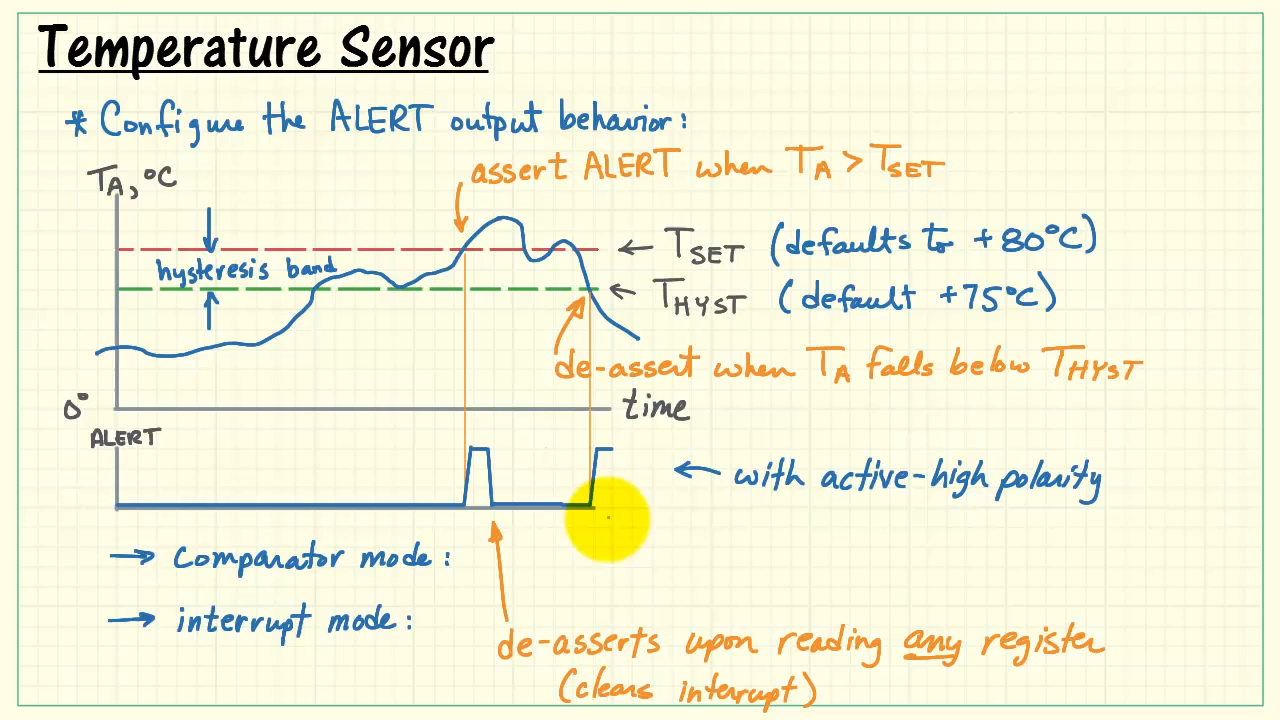 Temperature Sensor
* Configure the ALERT output behavior:
assert ALERT when TA > TSET
TA, °C
TSET (defaults to +80°C)
hysteresis band
THYST (default +75°C)
de-assert when TA falls below THYST
0°
time
ALERT
with active-high polarity
→ comparator mode:
→ interrupt mode:
de-asserts upon reading any register
(clears interrupt)